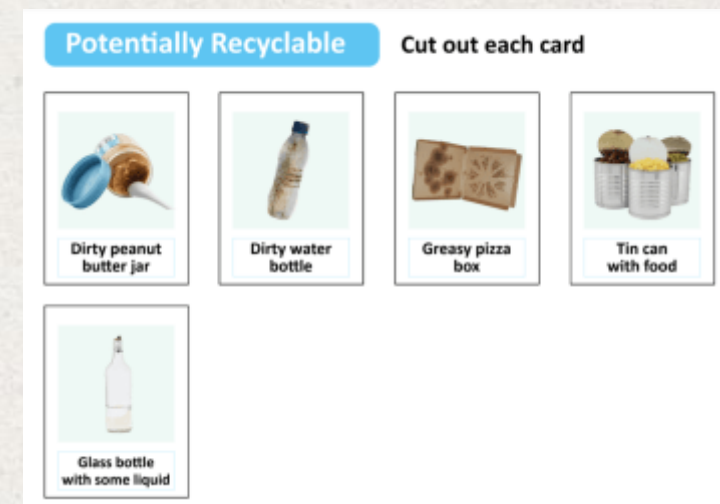 Potentially Recyclable
Cut out each card
Dirty peanut
butter jar
Dirty water
bottle
Greasy pizza
box
Tin can
with food
Glass bottle
with some liquid